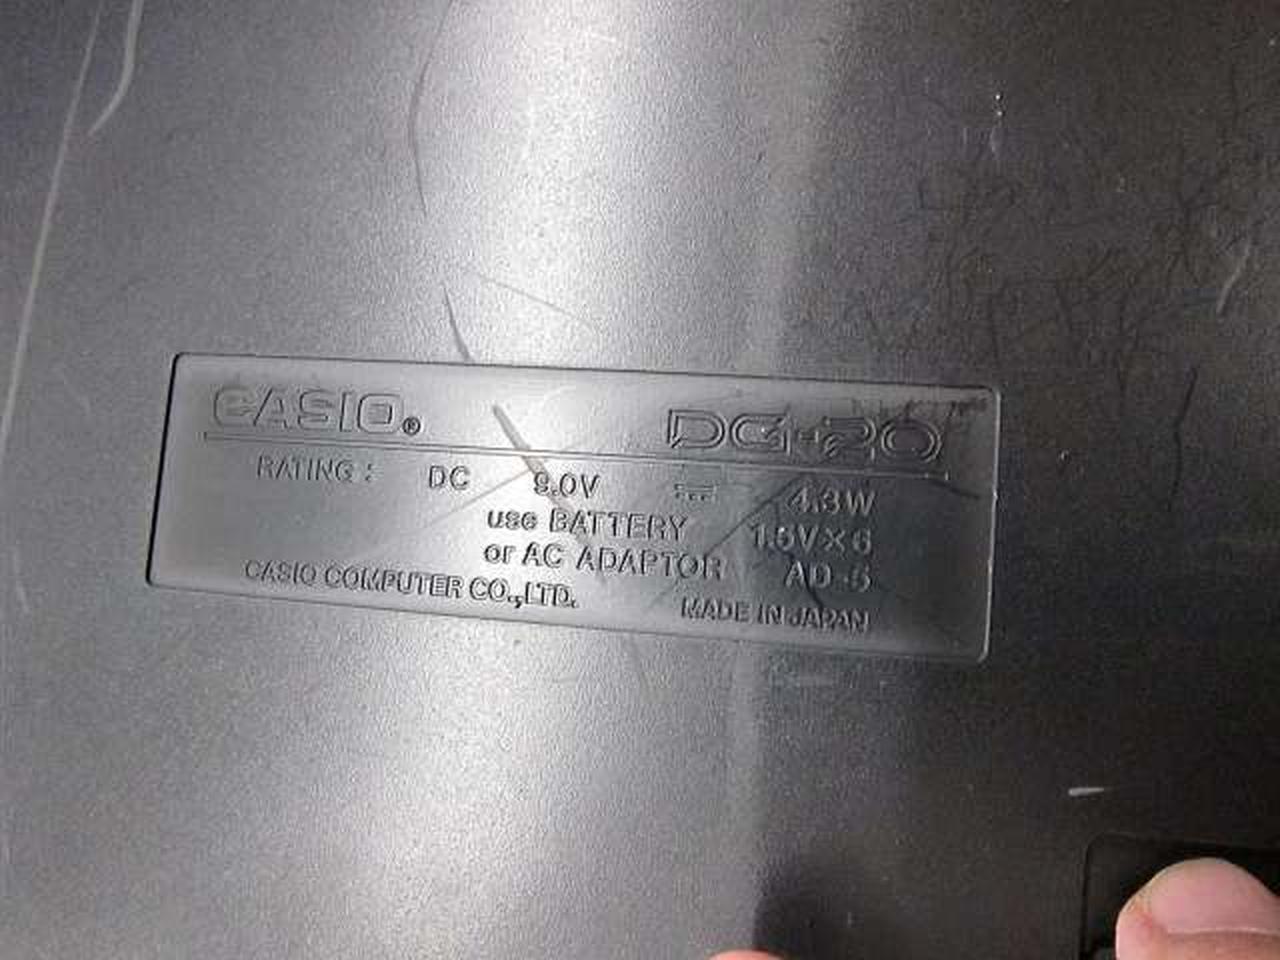 CASIO® DG-20
RATING : DC 9.0V ⎓ 4.3W
use BATTERY 1.5V×6
or AC ADAPTOR AD-5
CASIO COMPUTER CO.,LTD. MADE IN JAPAN